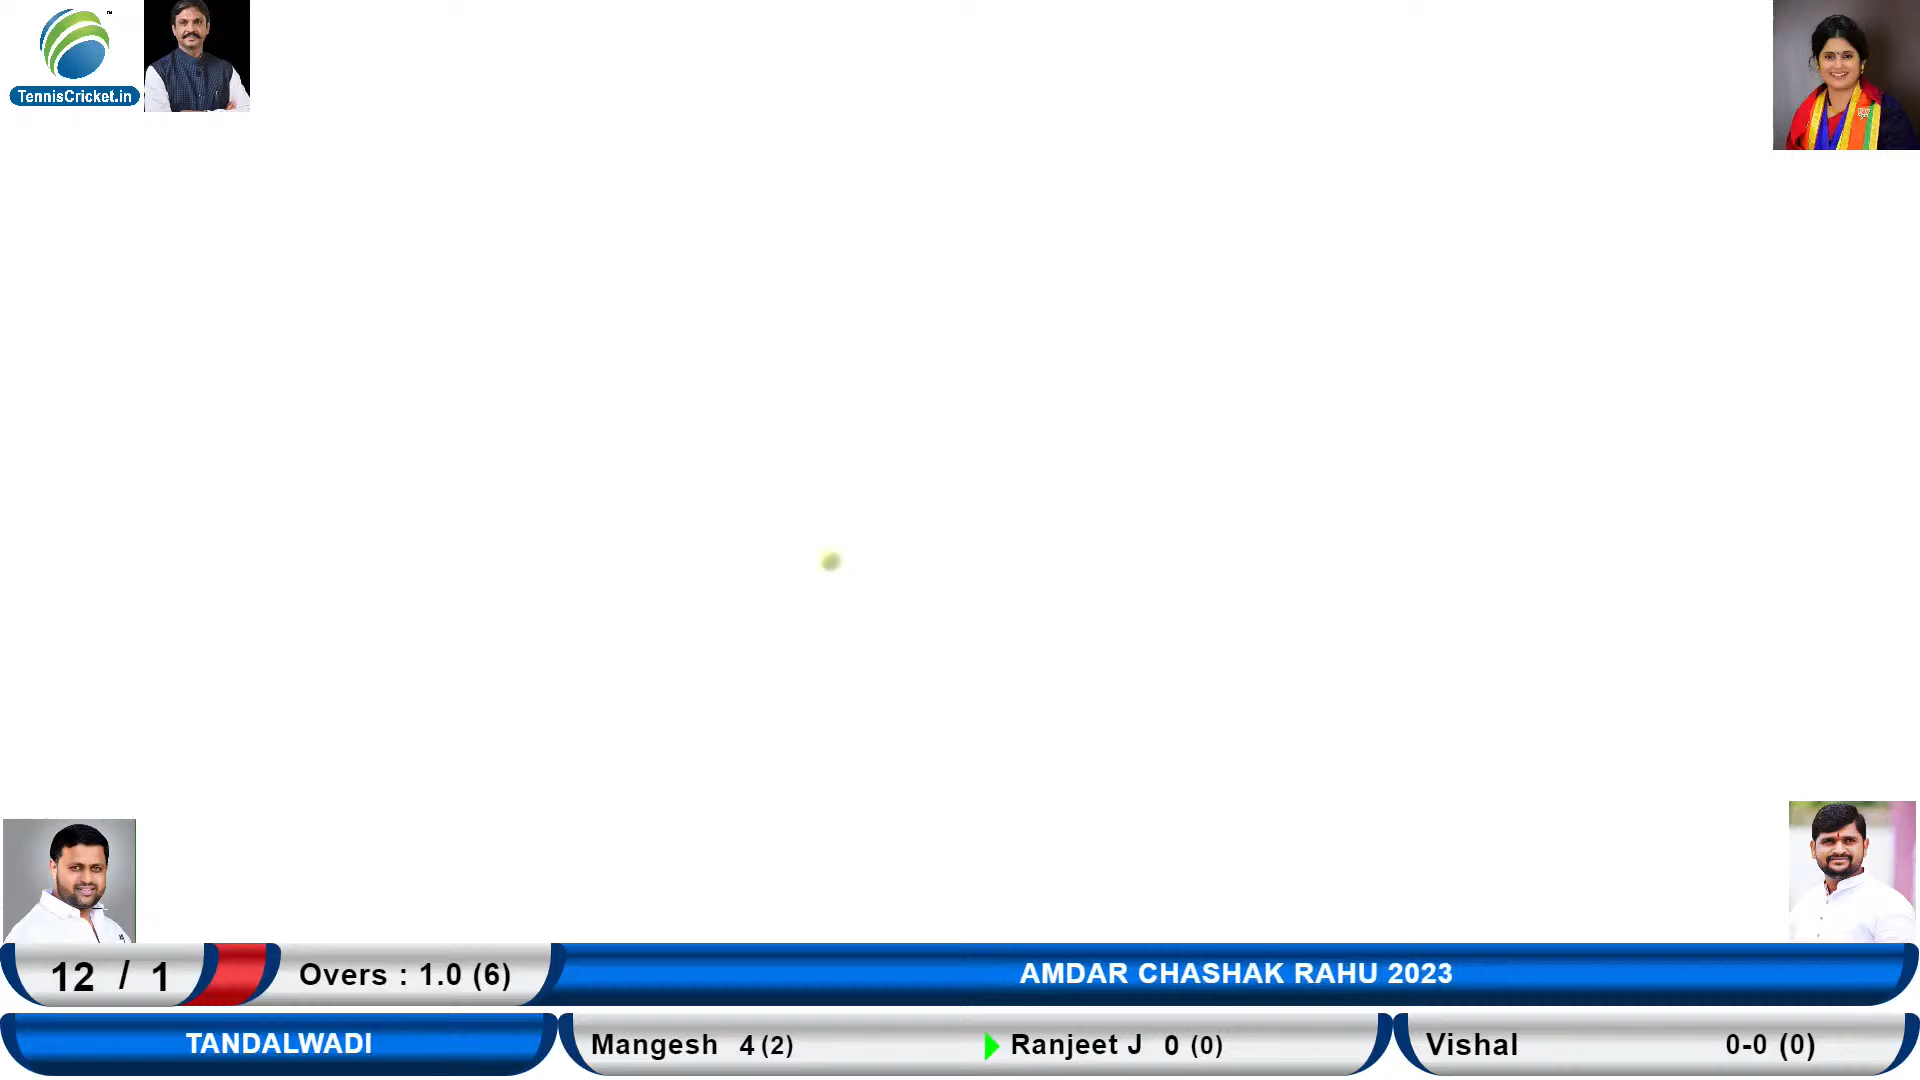 TM
TennisCricket.in
12 / 1
Overs : 1.0 (6)
AMDAR CHASHAK RAHU 2023
TANDALWADI
Mangesh 4 (2)
Ranjeet J 0 (0)
Vishal 0-0 (0)